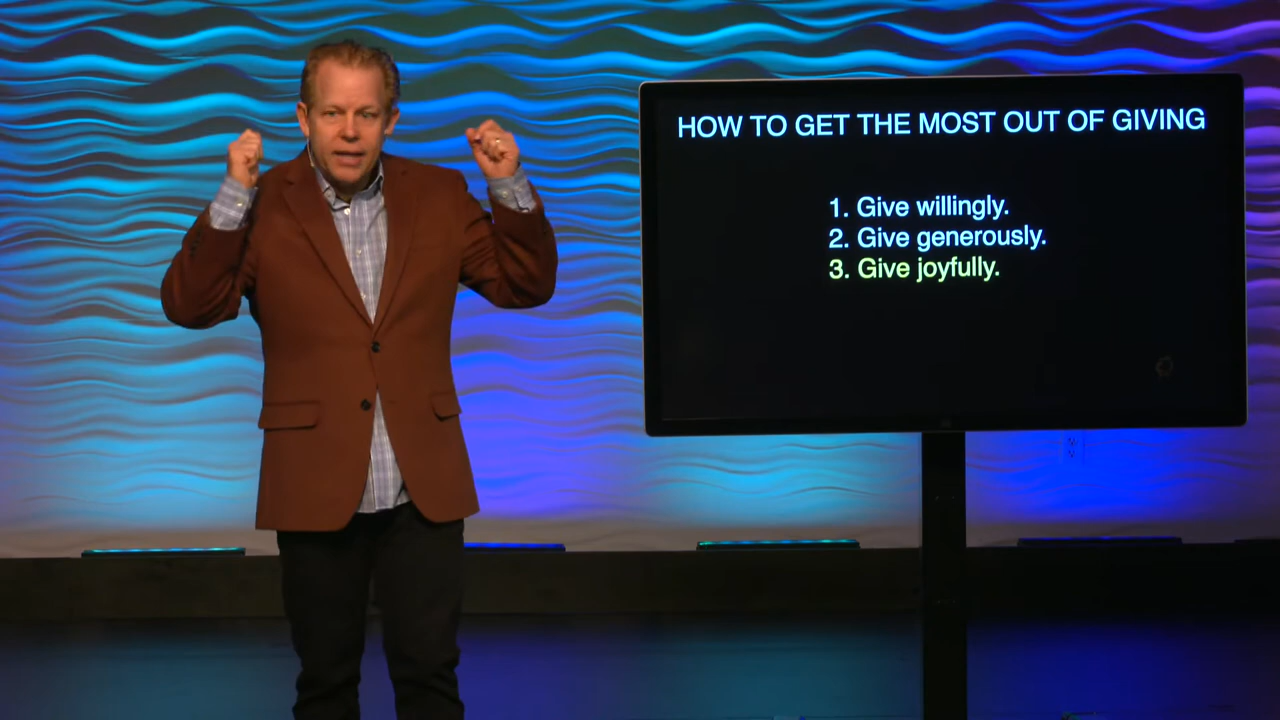 HOW TO GET THE MOST OUT OF GIVING
1. Give willingly.
2. Give generously.
3. Give joyfully.